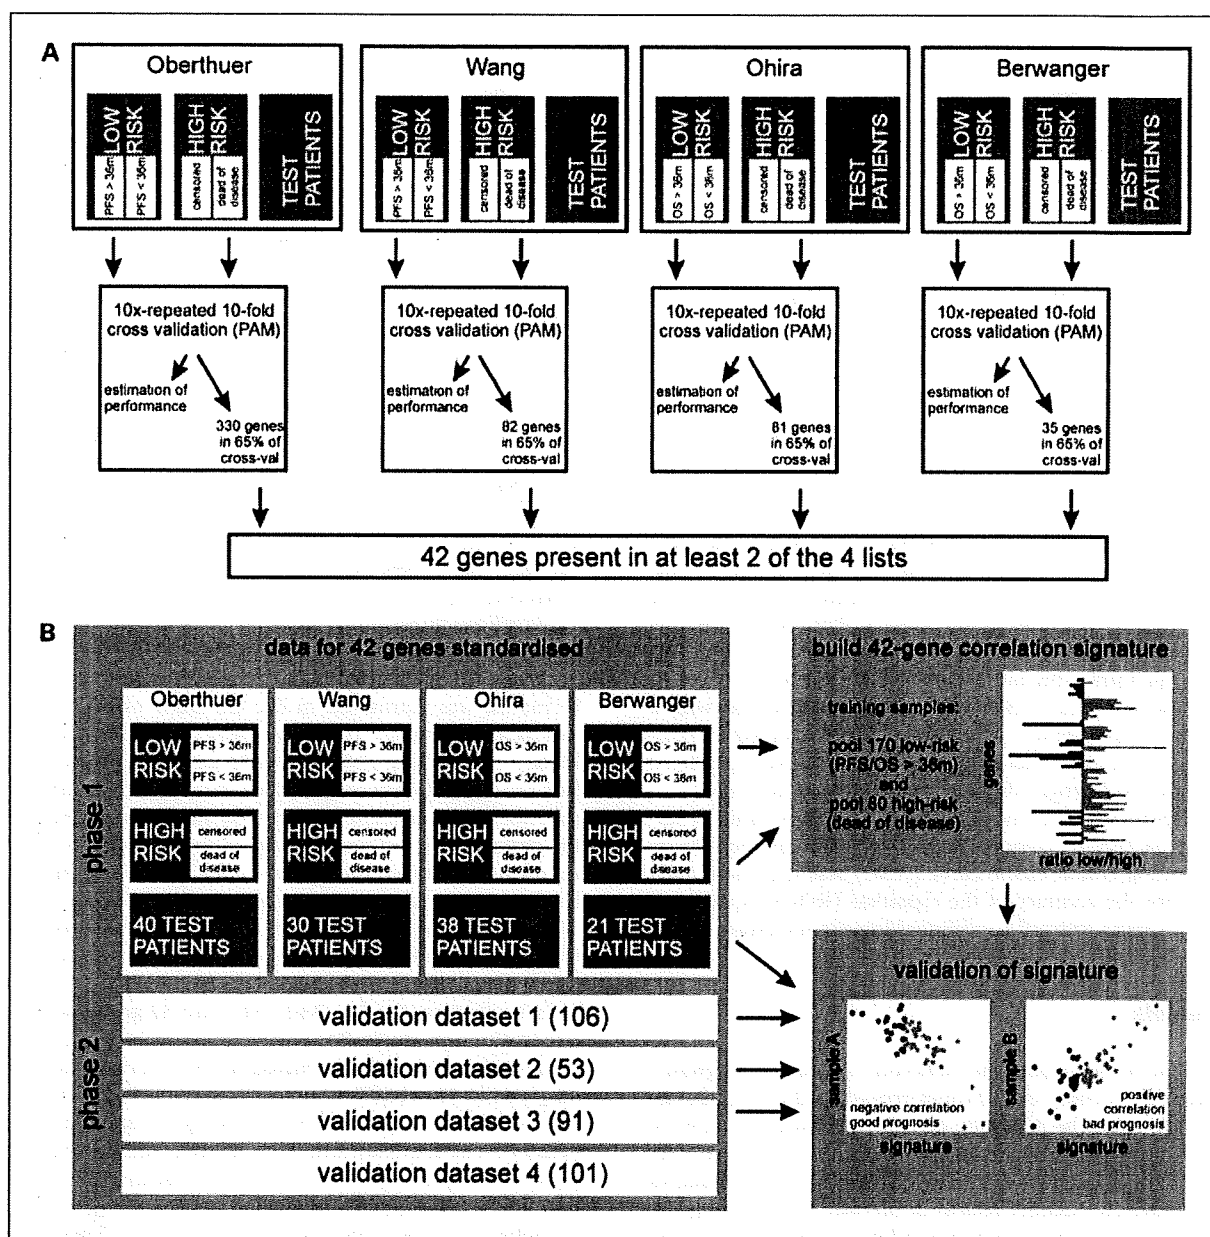 A
Oberthuer
LOW RISK
PFS > 36m
PFS < 36m
HIGH RISK
censored
dead of disease
TEST PATIENTS
Wang
LOW RISK
PFS > 36m
PFS < 36m
HIGH RISK
censored
dead of disease
TEST PATIENTS
Ohira
LOW RISK
OS > 36m
OS < 36m
HIGH RISK
censored
dead of disease
TEST PATIENTS
Berwanger
LOW RISK
OS > 36m
OS < 36m
HIGH RISK
censored
dead of disease
TEST PATIENTS
10x-repeated 10-fold
cross validation (PAM)
estimation of
performance
330 genes
in 65% of
cross-val
10x-repeated 10-fold
cross validation (PAM)
estimation of
performance
82 genes
in 65% of
cross-val
10x-repeated 10-fold
cross validation (PAM)
estimation of
performance
81 genes
in 65% of
cross-val
10x-repeated 10-fold
cross validation (PAM)
estimation of
performance
35 genes
in 65% of
cross-val
42 genes present in at least 2 of the 4 lists
B
phase 1
data for 42 genes standardised
Oberthuer
LOW
RISK
PFS > 36m
PFS < 36m
HIGH
RISK
censored
dead of
disease
40 TEST
PATIENTS
Wang
LOW
RISK
PFS > 36m
PFS < 36m
HIGH
RISK
censored
dead of
disease
30 TEST
PATIENTS
Ohira
LOW
RISK
OS > 36m
OS < 36m
HIGH
RISK
censored
dead of
disease
38 TEST
PATIENTS
Berwanger
LOW
RISK
OS > 36m
OS < 36m
HIGH
RISK
censored
dead of
disease
21 TEST
PATIENTS
phase 2
validation dataset 1 (106)
validation dataset 2 (53)
validation dataset 3 (91)
validation dataset 4 (101)
build 42-gene correlation signature
training samples:
pool 170 low-risk
(PFS/OS > 36m)
and
pool 80 high-risk
(dead of disease)
genes
ratio low/high
validation of signature
sample A
negative correlation
good prognosis
signature
sample B
positive
correlation
bad prognosis
signature